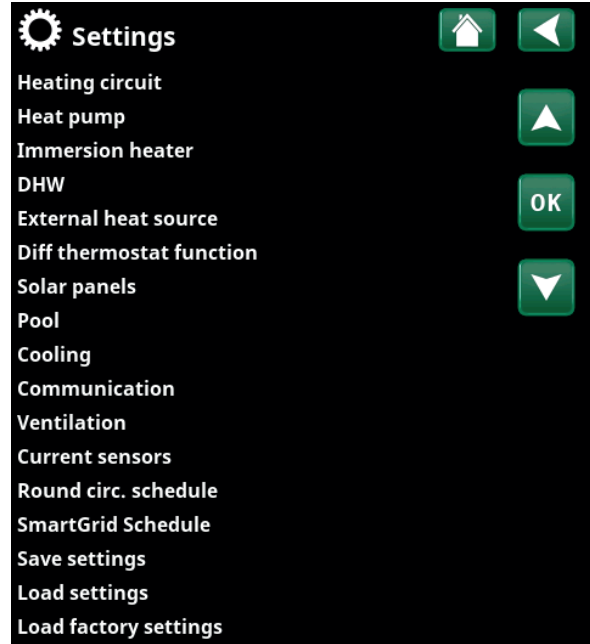 Settings
Heating circuit
Heat pump
Immersion heater
DHW
OK
External heat source
Diff thermostat function
Solar panels
Pool
Cooling
Communication
Ventilation
Current sensors
Round circ. schedule
SmartGrid Schedule
Save settings
Load settings
Load factory settings